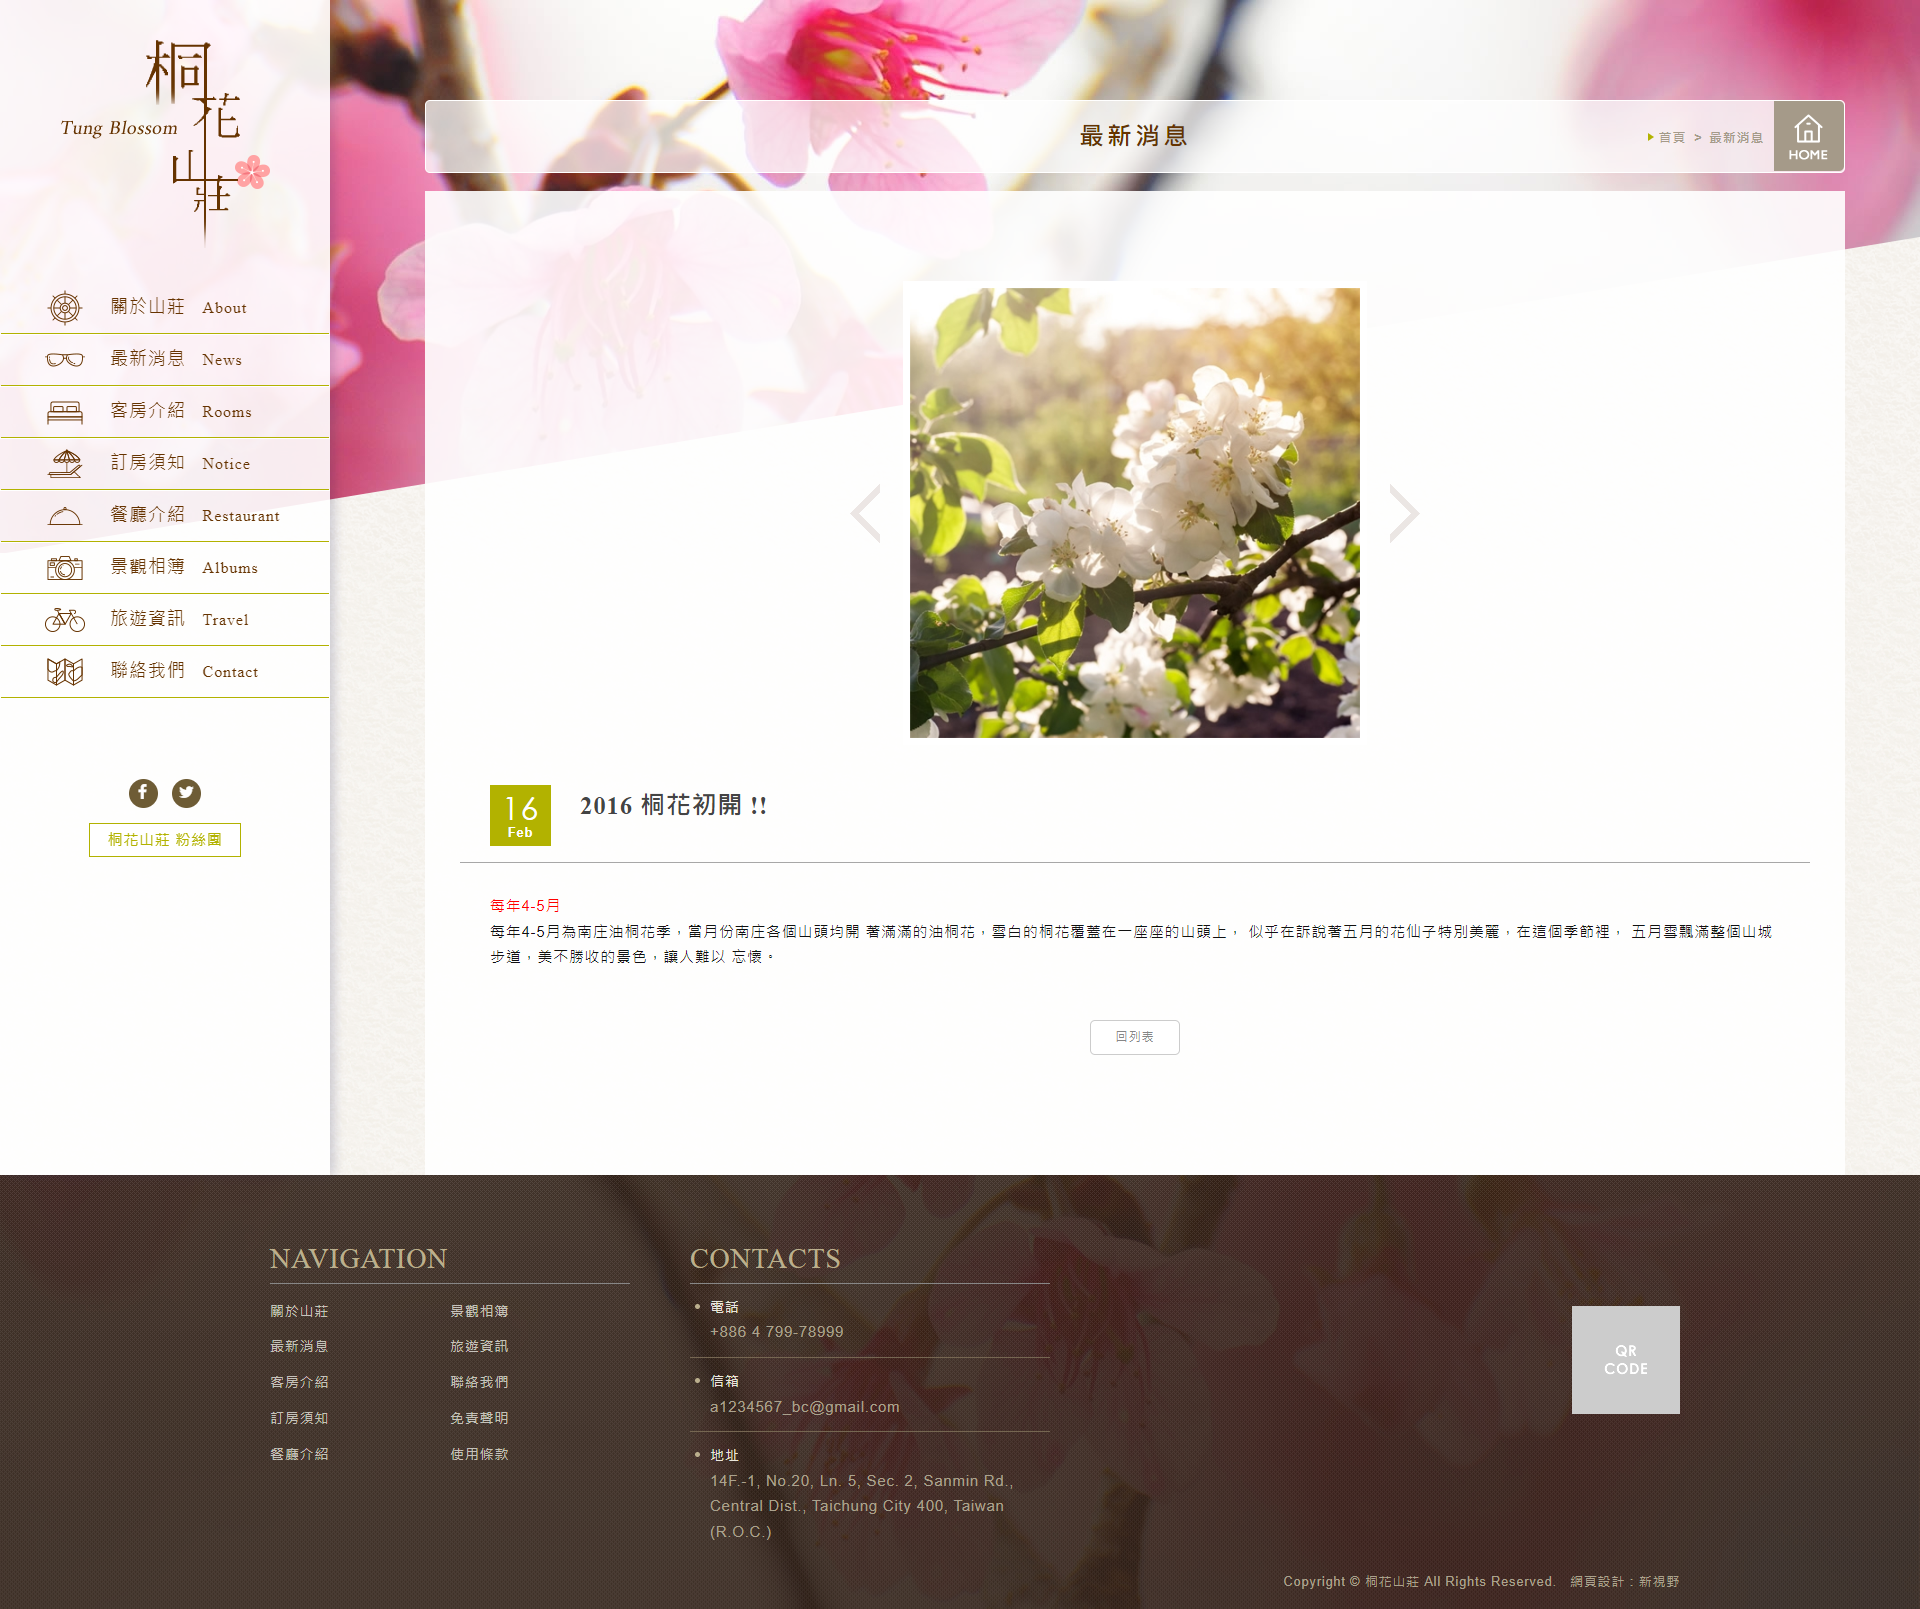 桐花山莊
Tung Blossom
關於山莊 About
最新消息 News
客房介紹 Rooms
訂房須知 Notice
餐廳介紹 Restaurant
景觀相簿 Albums
旅遊資訊 Travel
聯絡我們 Contact
桐花山莊 粉絲團
最新消息
首頁 > 最新消息
HOME
16
Feb
2016 桐花初開 !!
每年4-5月
每年4-5月為南庄油桐花季，當月份南庄各個山頭均開 著滿滿的油桐花，雪白的桐花覆蓋在一座座的山頭上， 似乎在訴說著五月的花仙子特別美麗，在這個季節裡， 五月雪飄滿整個山城
步道，美不勝收的景色，讓人難以 忘懷。
回列表
NAVIGATION
關於山莊
最新消息
客房介紹
訂房須知
餐廳介紹
景觀相簿
旅遊資訊
聯絡我們
免責聲明
使用條款
CONTACTS
電話
+886 4 799-78999
信箱
a1234567_bc@gmail.com
地址
14F.-1, No.20, Ln. 5, Sec. 2, Sanmin Rd.,
Central Dist., Taichung City 400, Taiwan
(R.O.C.)
QR
CODE
Copyright © 桐花山莊 All Rights Reserved. 網頁設計：新視野